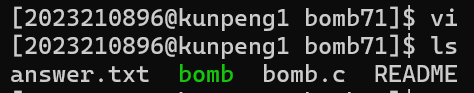 [2023210896@kunpeng1 bomb71]$ vi
[2023210896@kunpeng1 bomb71]$ ls
answer.txt  bomb  bomb.c  README